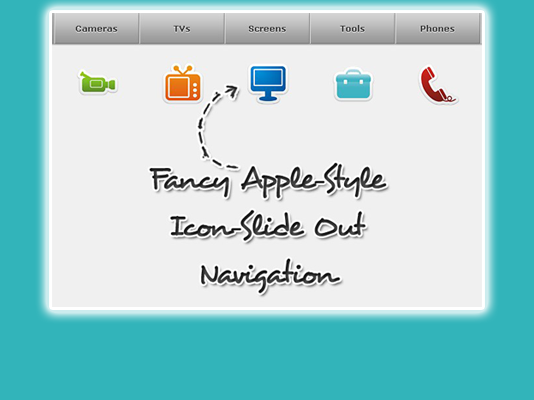 Cameras TVs Screens Tools Phones
Fancy Apple-Style
Icon-Slide Out
Navigation